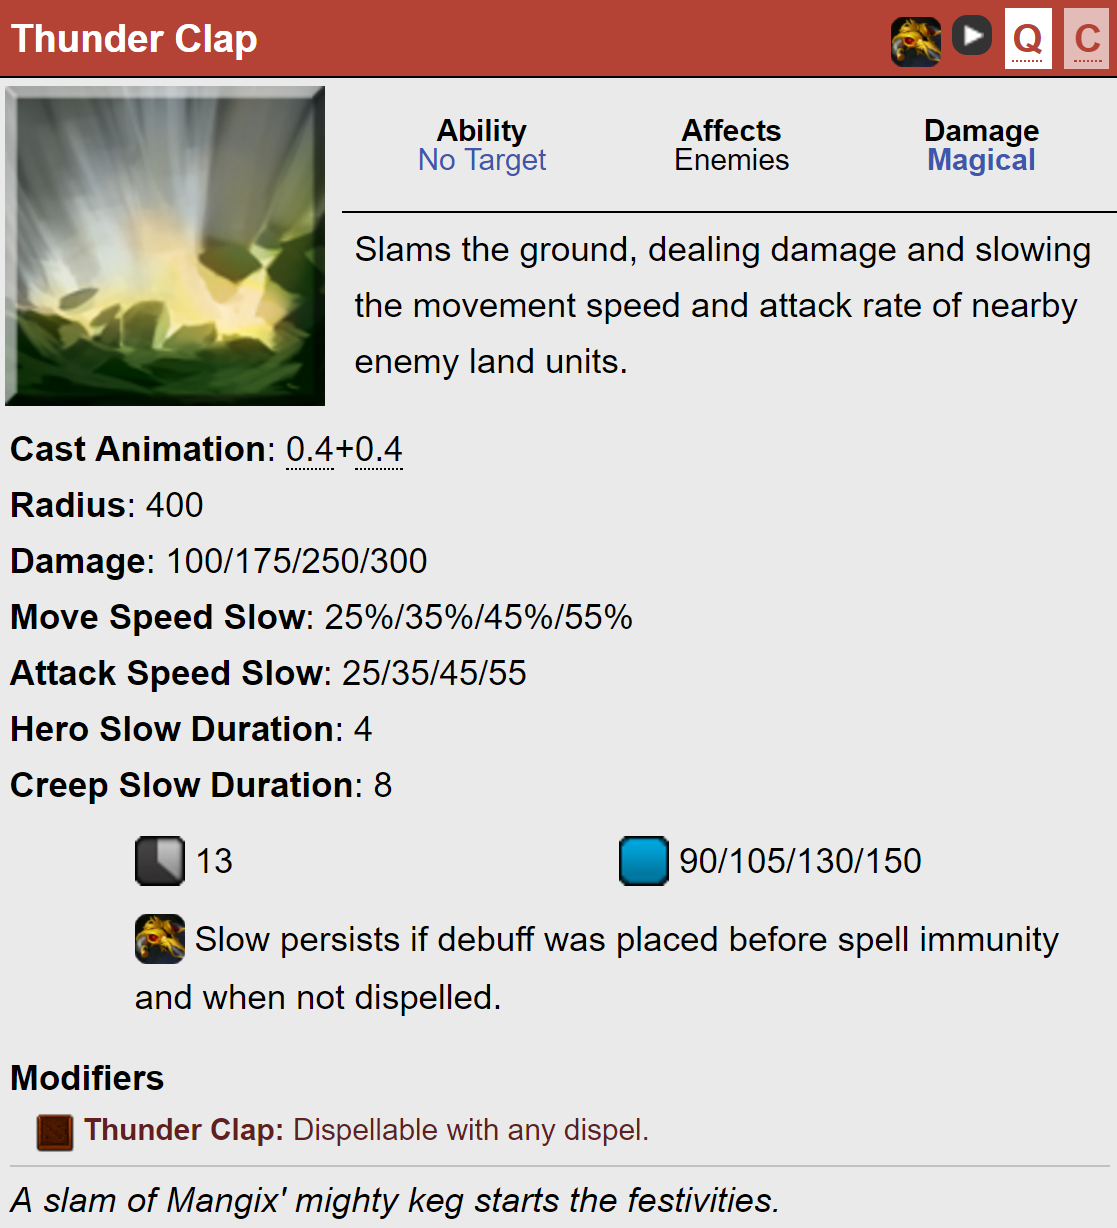 Thunder Clap Q C
Ability Affects Damage
No Target Enemies Magical
Slams the ground, dealing damage and slowing
the movement speed and attack rate of nearby
enemy land units.
Cast Animation: 0.4+0.4
Radius: 400
Damage: 100/175/250/300
Move Speed Slow: 25%/35%/45%/55%
Attack Speed Slow: 25/35/45/55
Hero Slow Duration: 4
Creep Slow Duration: 8
13 90/105/130/150
Slow persists if debuff was placed before spell immunity
and when not dispelled.
Modifiers
Thunder Clap: Dispellable with any dispel.
A slam of Mangix' mighty keg starts the festivities.